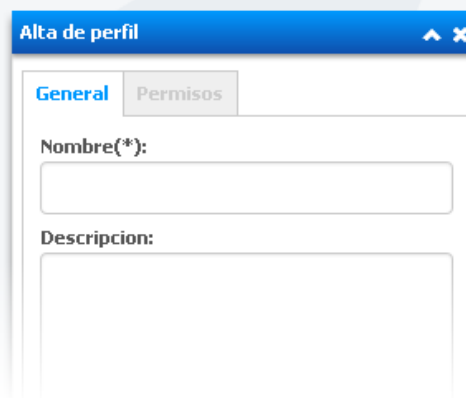 Alta de perfil
General Permisos
Nombre(*):
Descripcion: